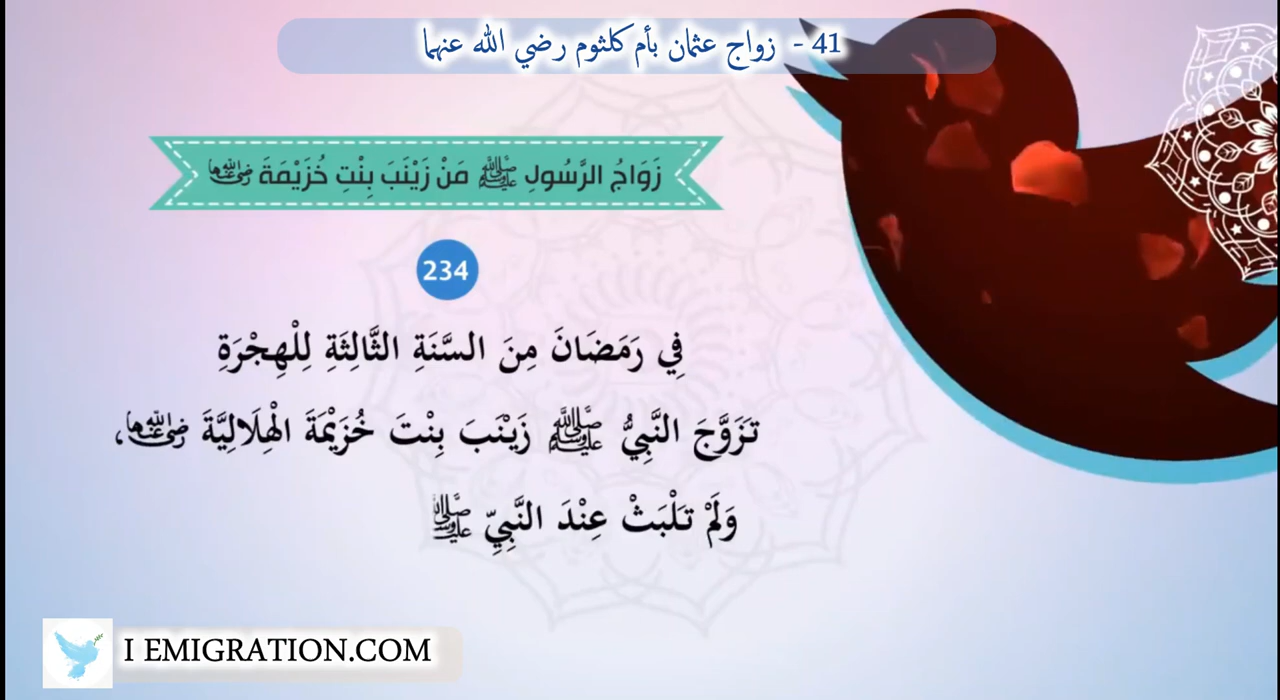 41 - زواج عثمان بأم كلثوم رضي الله عنهما
زَوَاجُ الرَّسُولِ ﷺ مَنْ زَيْنَبَ بِنْتِ خُزَيْمَةَ رضي الله عنها
234
فِي رَمَضَانَ مِنَ السَّنَةِ الثَّالِثَةِ لِلْهِجْرَةِ
تَزَوَّجَ النَّبِيُّ ﷺ زَيْنَبَ بِنْتَ خُزَيْمَةَ الْهِلَالِيَّةَ رضي الله عنها،
وَلَمْ تَلْبَثْ عِنْدَ النَّبِيِّ ﷺ
I EMIGRATION.COM